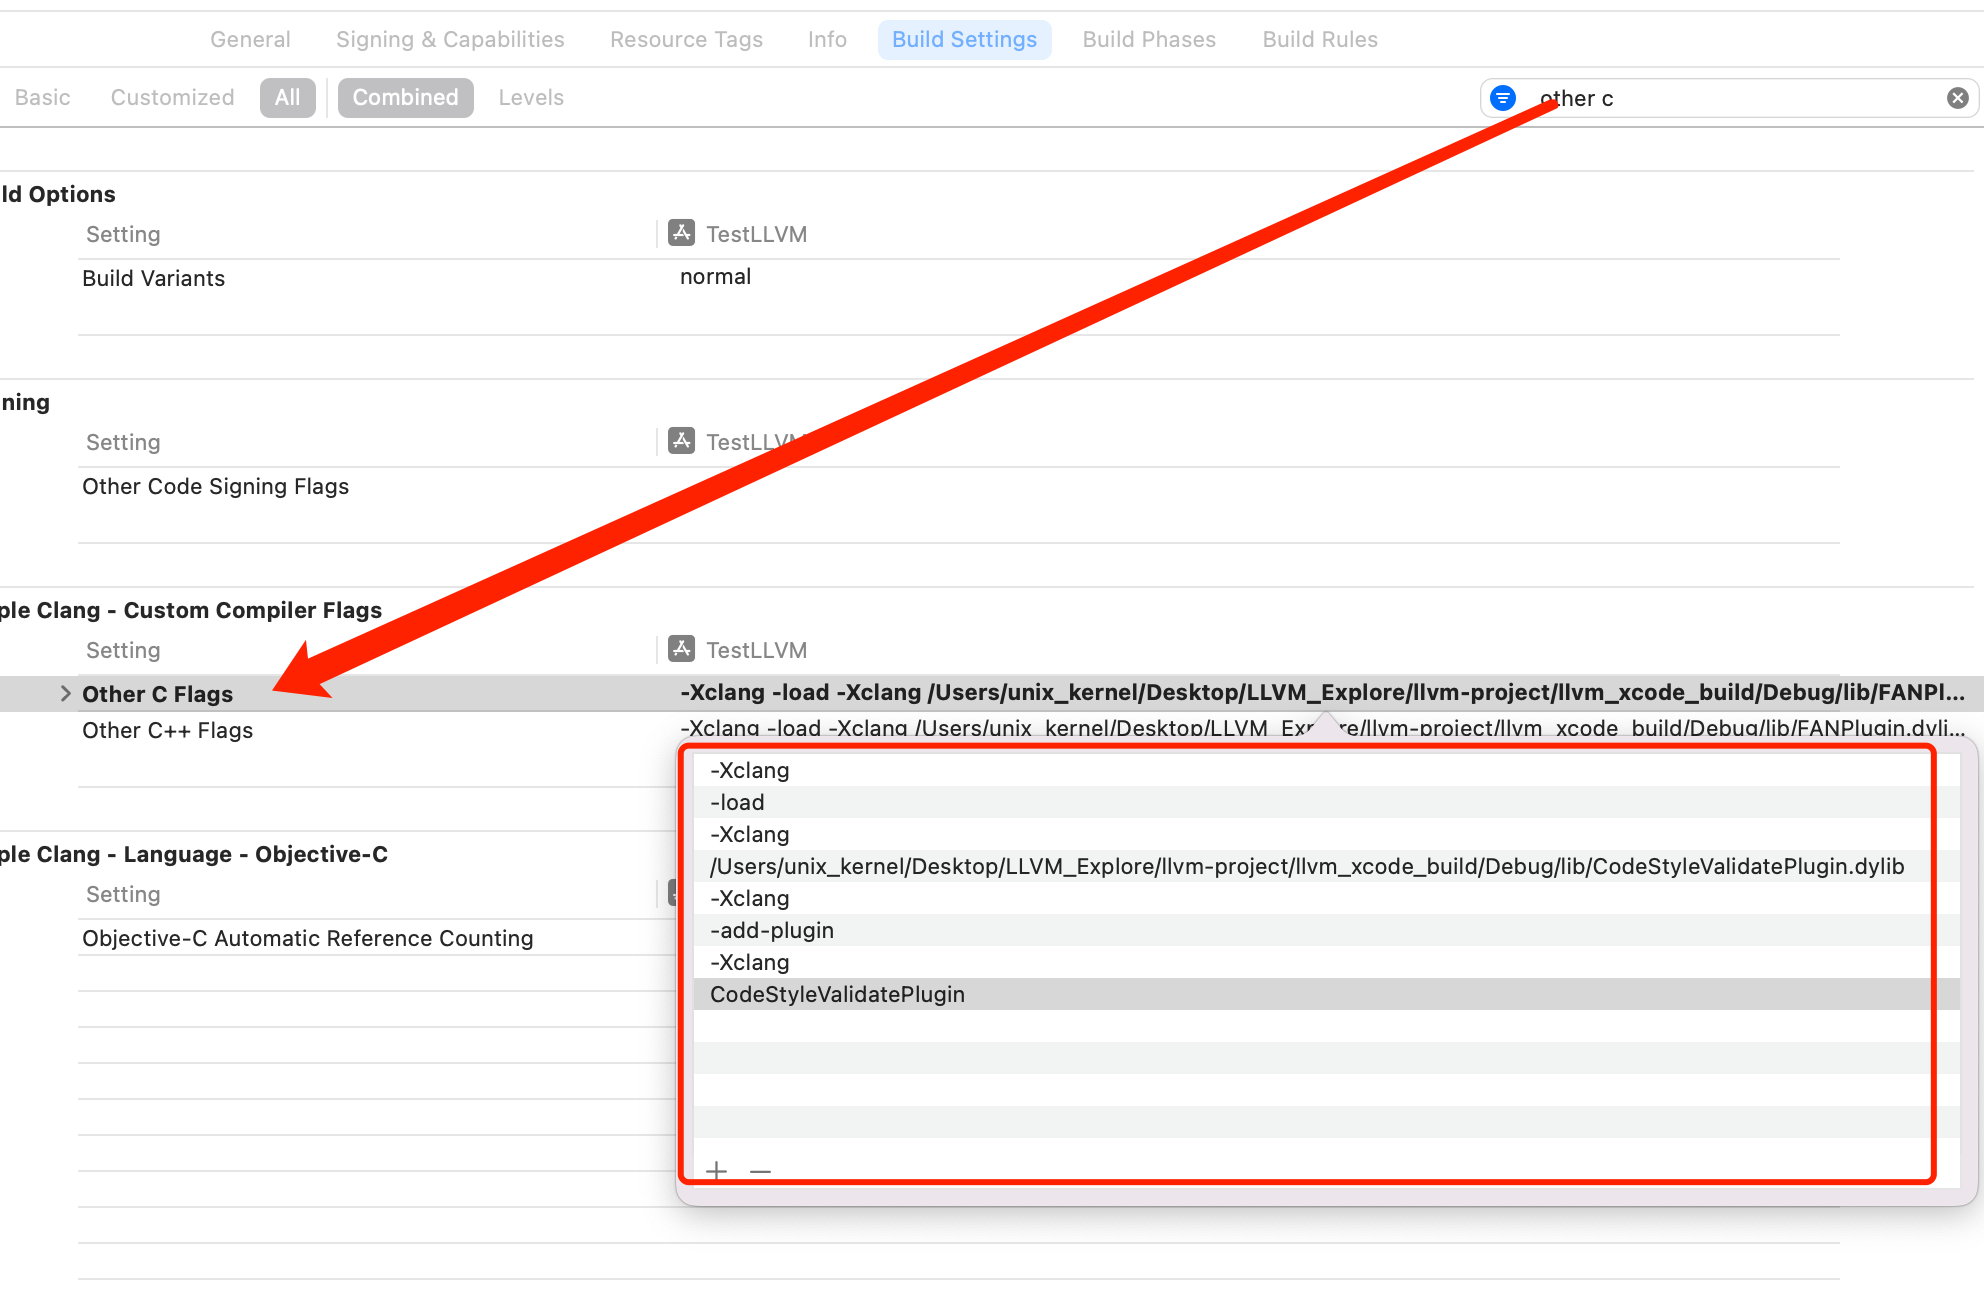 General Signing & Capabilities Resource Tags Info Build Settings Build Phases Build Rules
Basic Customized All Combined Levels other c
ld Options
Setting TestLLVM
Build Variants normal
ning
Setting TestLLVM
Other Code Signing Flags
ple Clang - Custom Compiler Flags
Setting TestLLVM
Other C Flags -Xclang -load -Xclang /Users/unix_kernel/Desktop/LLVM_Explore/llvm-project/llvm_xcode_build/Debug/lib/FANPl...
Other C++ Flags -Xclang -load -Xclang /Users/unix_kernel/Desktop/LLVM_Explore/llvm-project/llvm_xcode_build/Debug/lib/FANPlugin.dyli...
-Xclang
-load
-Xclang
/Users/unix_kernel/Desktop/LLVM_Explore/llvm-project/llvm_xcode_build/Debug/lib/CodeStyleValidatePlugin.dylib
-Xclang
-add-plugin
-Xclang
CodeStyleValidatePlugin
ple Clang - Language - Objective-C
Setting
Objective-C Automatic Reference Counting